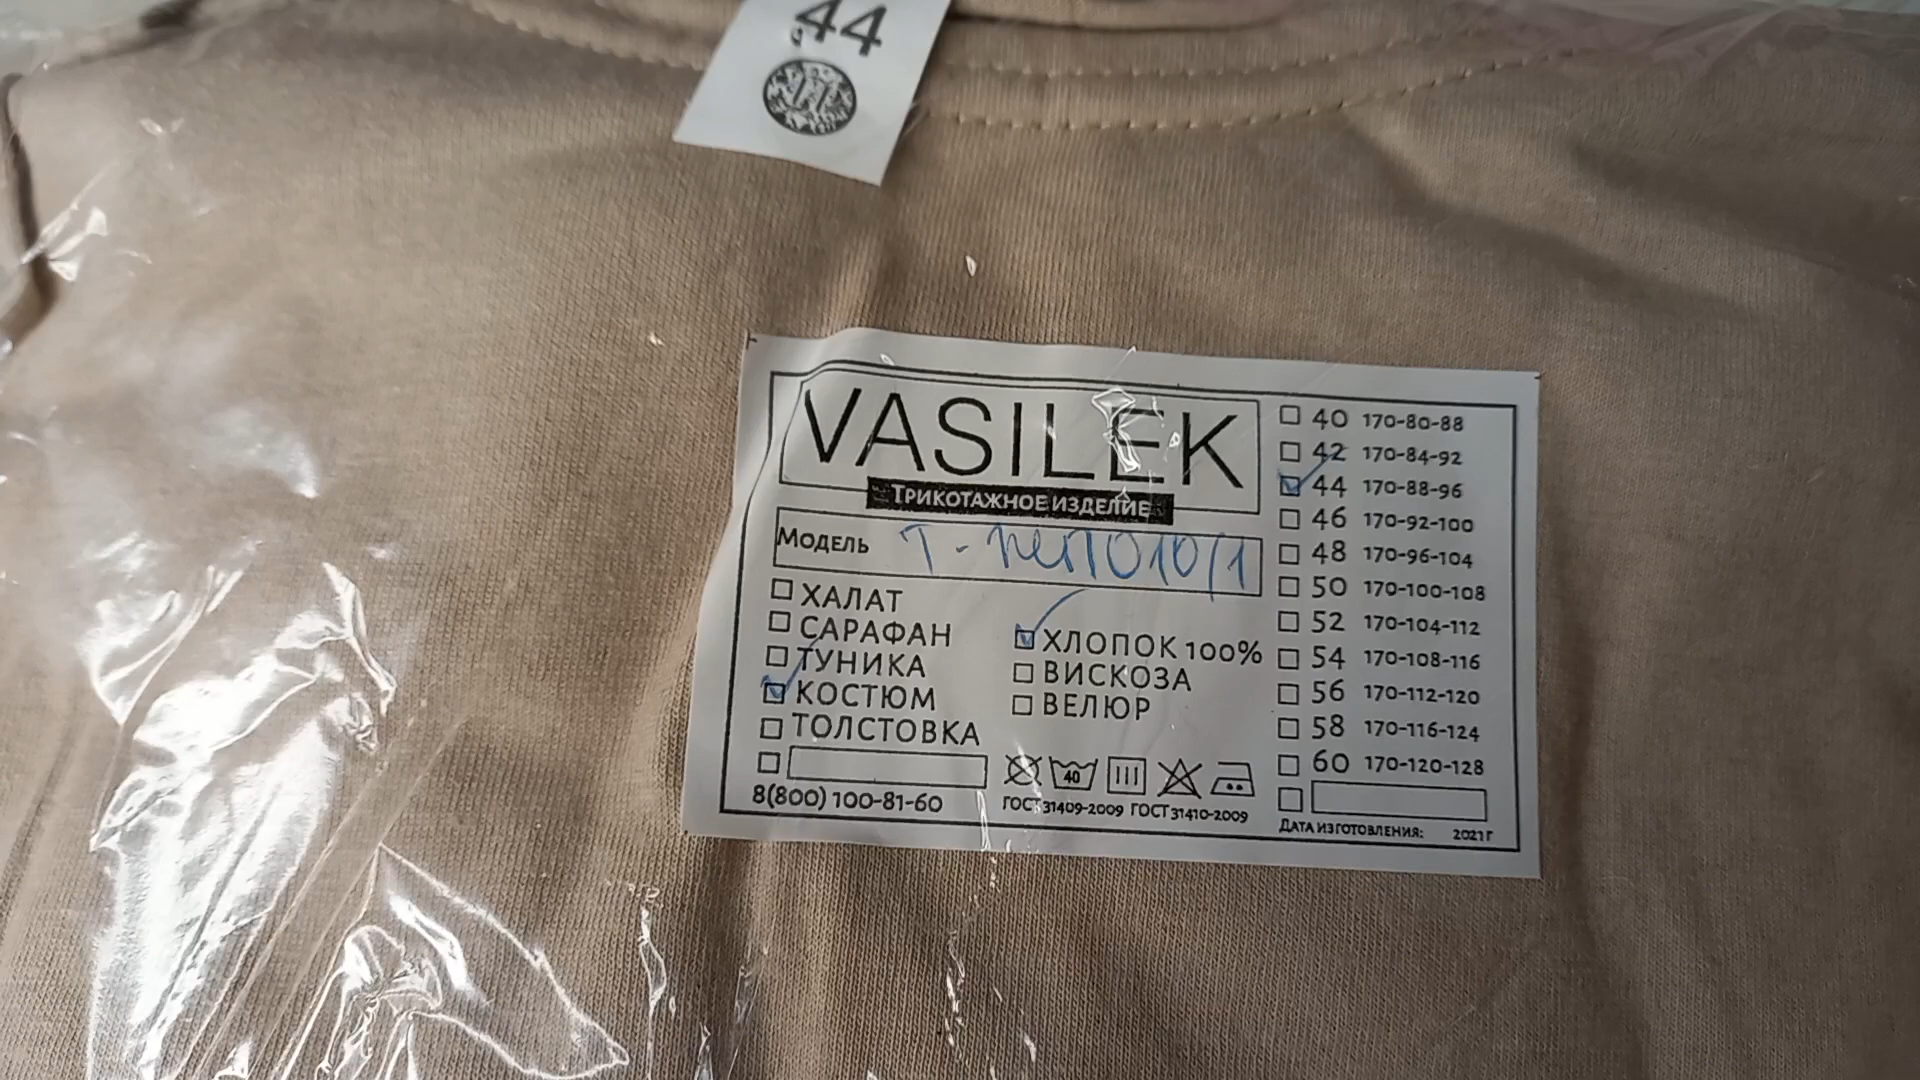 44
VASILEK
ТРИКОТАЖНОЕ ИЗДЕЛИЕ
МОДЕЛЬ
ХАЛАТ
САРАФАН
ТУНИКА
КОСТЮМ
ТОЛСТОВКА
8(800) 100-81-60
ХЛОПОК 100%
ВИСКОЗА
ВЕЛЮР
40
ГОСТ 31409-2009 ГОСТ 31410-2009
40 170-80-88
42 170-84-92
44 170-88-96
46 170-92-100
48 170-96-104
50 170-100-108
52 170-104-112
54 170-108-116
56 170-112-120
58 170-116-124
60 170-120-128
ДАТА ИЗГОТОВЛЕНИЯ: 2021 Г